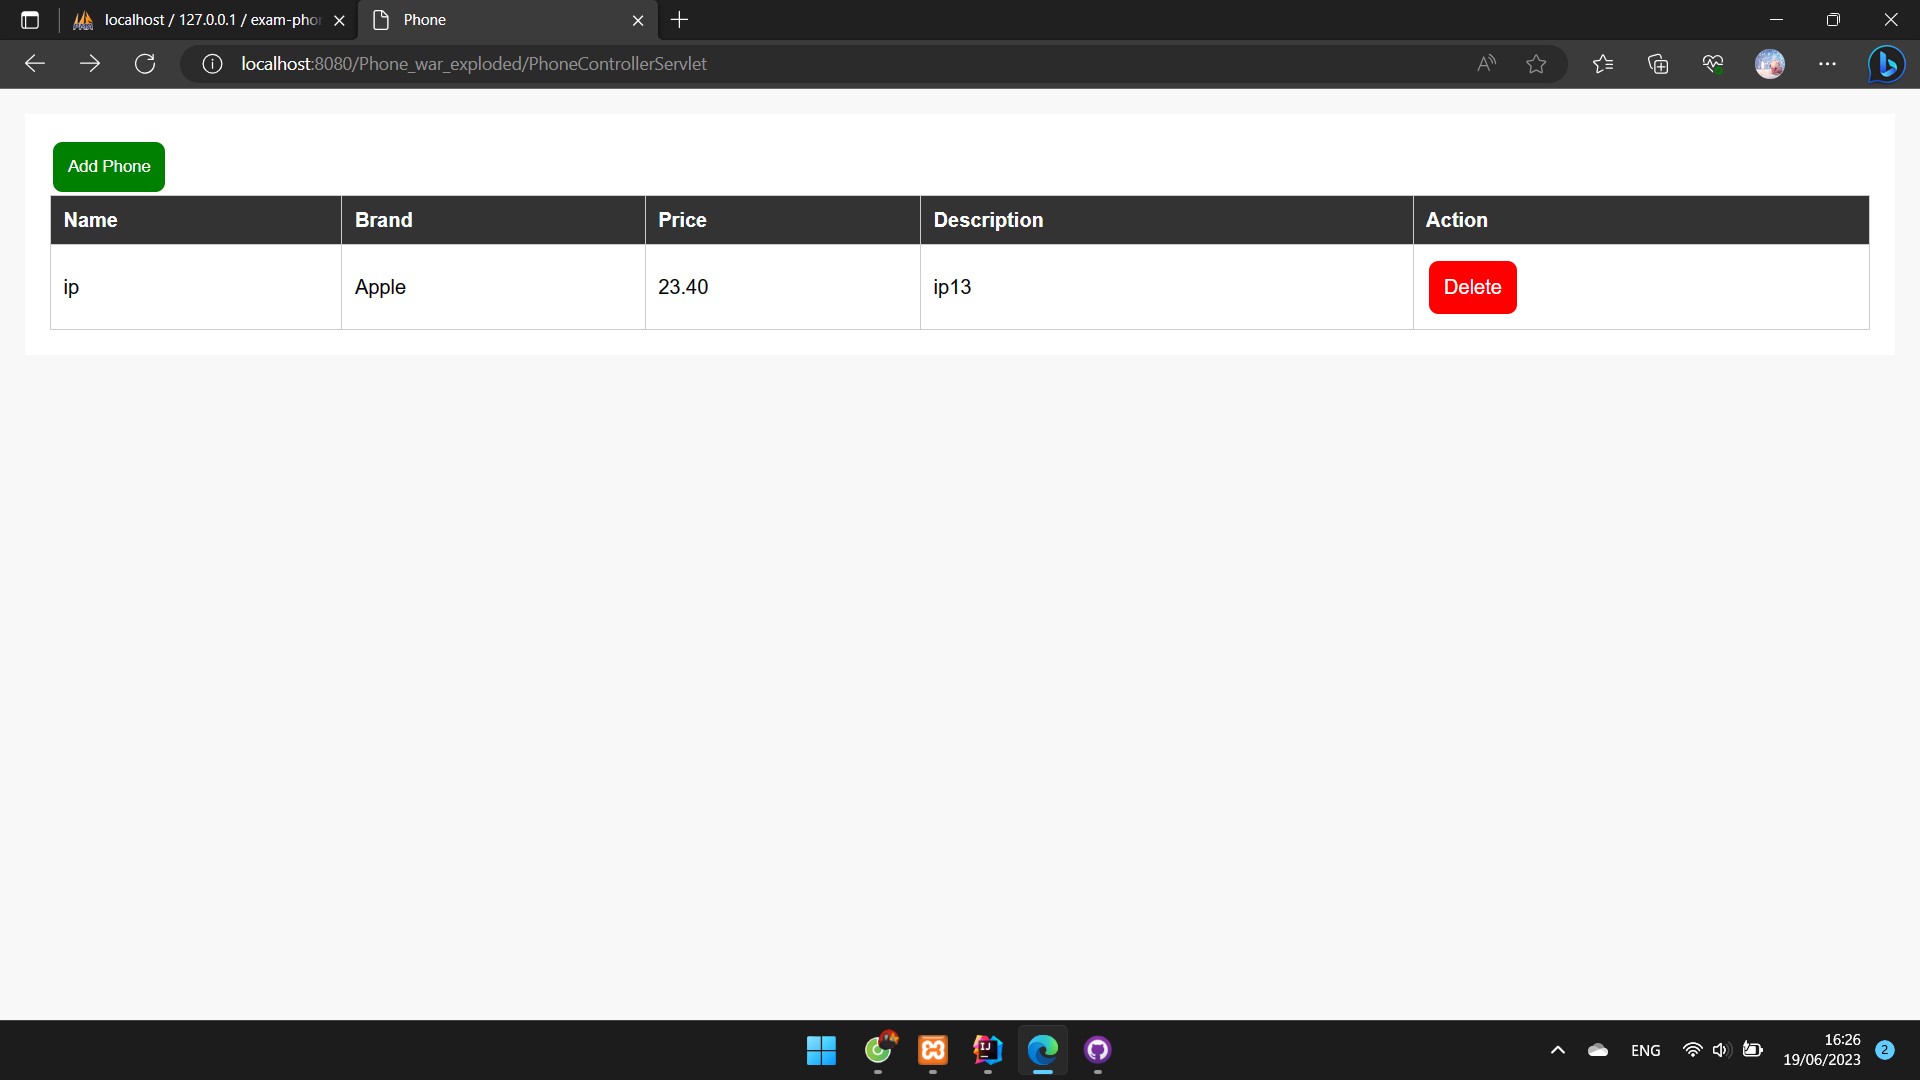 localhost / 127.0.0.1 / exam-phon
Phone
localhost:8080/Phone_war_exploded/PhoneControllerServlet
Add Phone
Name Brand Price Description Action
ip Apple 23.40 ip13 Delete
ENG
16:26
19/06/2023
2